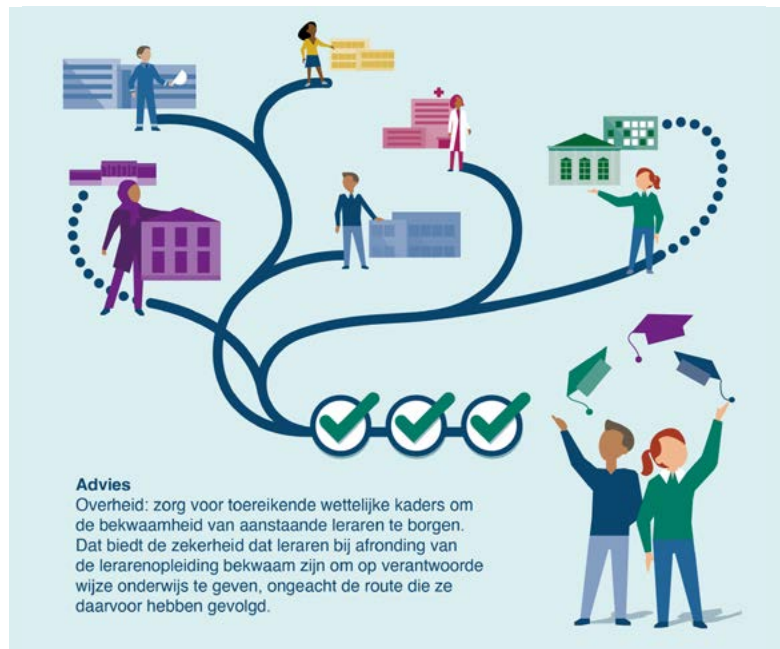 Advies
Overheid: zorg voor toereikende wettelijke kaders om
de bekwaamheid van aanstaande leraren te borgen.
Dat biedt de zekerheid dat leraren bij afronding van
de lerarenopleiding bekwaam zijn om op verantwoorde
wijze onderwijs te geven, ongeacht de route die ze
daarvoor hebben gevolgd.